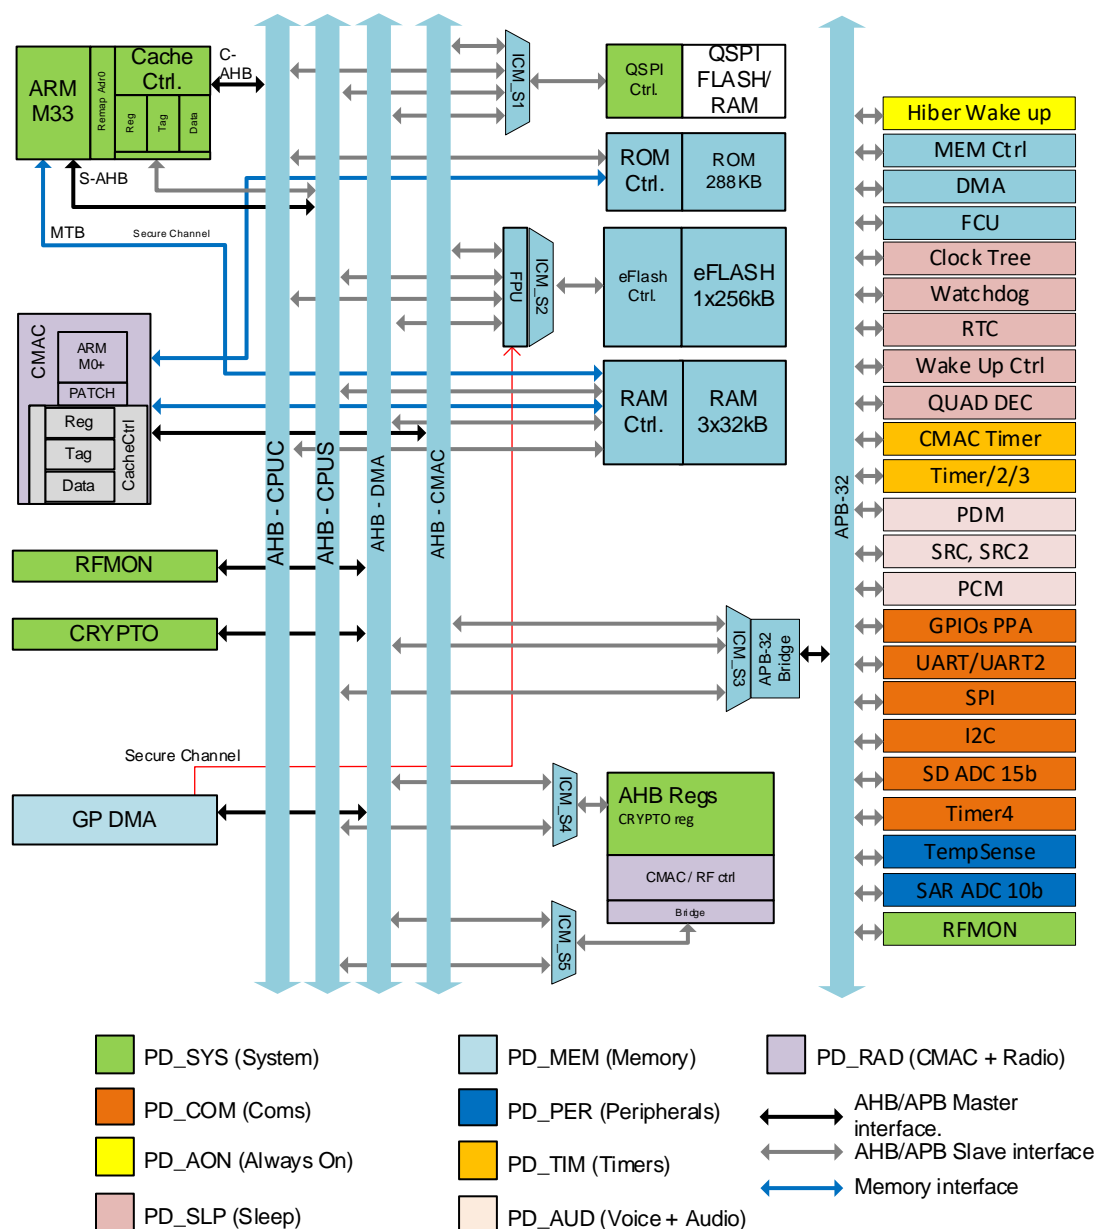 ARM
M33
Remap Adr0
Cache
Ctrl.
Reg
Tag
Data
C-
AHB
S-AHB
MTB
Secure Channel
ICM_S1
QSPI
Ctrl.
QSPI
FLASH/
RAM
ROM
Ctrl.
ROM
288KB
FPU
ICM_S2
eFlash
Ctrl.
eFLASH
1x256kB
CMAC
ARM
M0+
PATCH
Reg
Tag
Data
CacheCtrl
RAM
Ctrl.
RAM
3x32kB
AHB - CPUC
AHB - CPUS
AHB - DMA
AHB - CMAC
APB-32
RFMON
CRYPTO
Secure Channel
GP DMA
ICM_S3
APB-32
Bridge
ICM_S4
AHB Regs
CRYPTO reg
CMAC / RF ctrl
Bridge
ICM_S5
Hiber Wake up
MEM Ctrl
DMA
FCU
Clock Tree
Watchdog
RTC
Wake Up Ctrl
QUAD DEC
CMAC Timer
Timer/2/3
PDM
SRC, SRC2
PCM
GPIOs PPA
UART/UART2
SPI
I2C
SD ADC 15b
Timer4
TempSense
SAR ADC 10b
RFMON
PD_SYS (System)
PD_MEM (Memory)
PD_RAD (CMAC + Radio)
PD_COM (Coms)
PD_PER (Peripherals)
AHB/APB Master
interface.
PD_AON (Always On)
PD_TIM (Timers)
AHB/APB Slave interface
Memory interface
PD_SLP (Sleep)
PD_AUD (Voice + Audio)